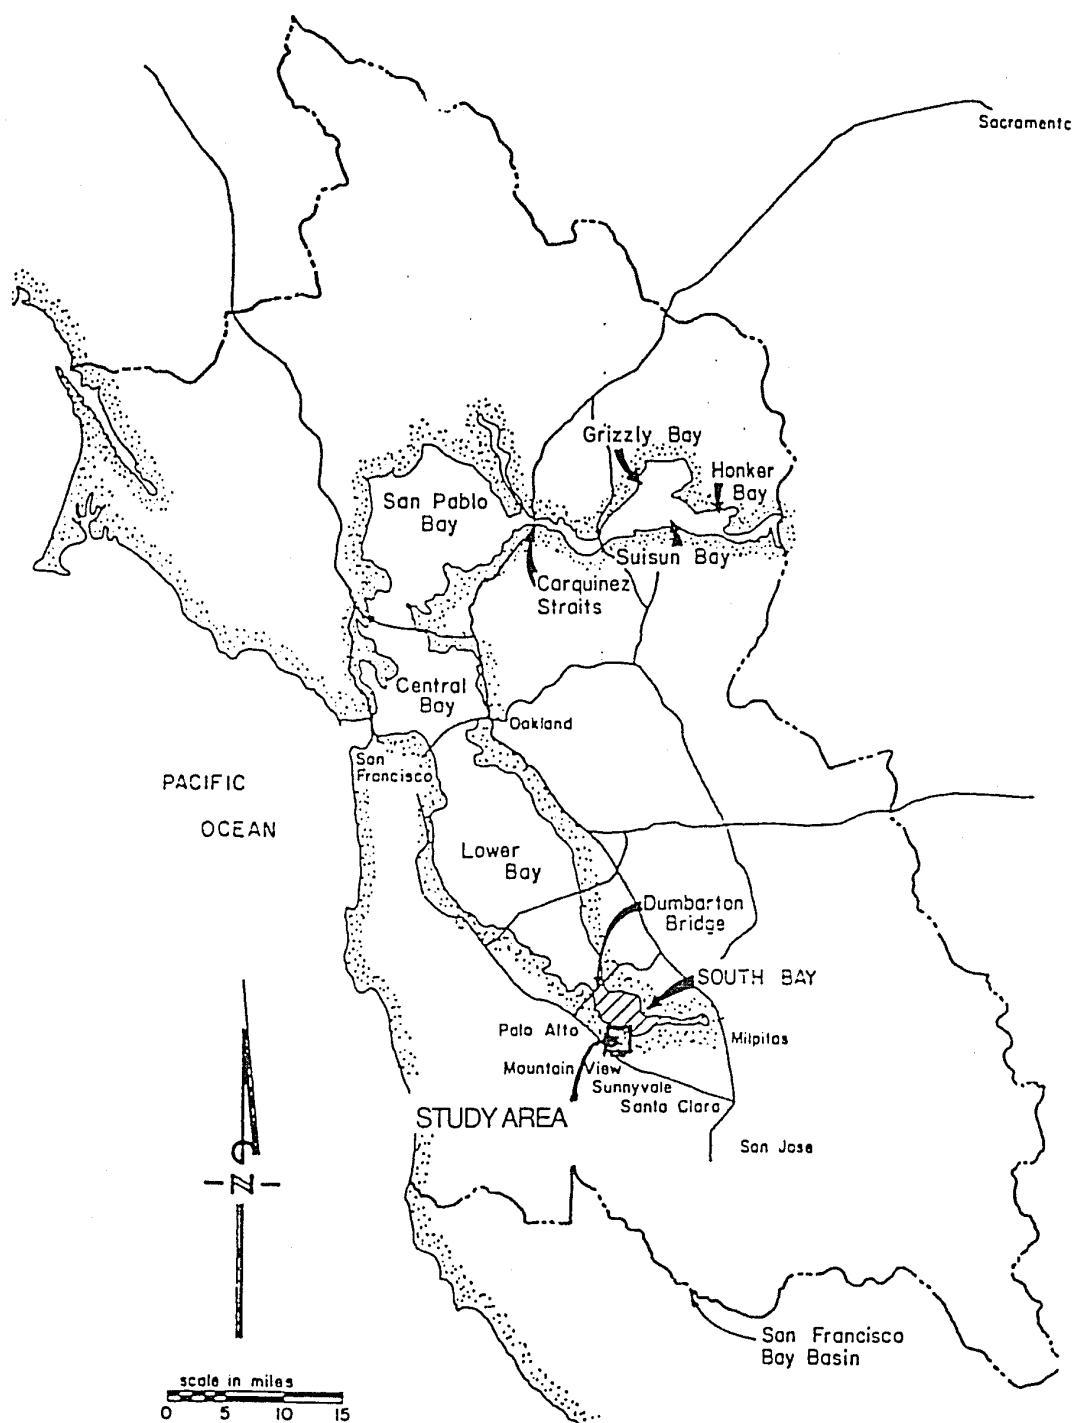 Sacramento
Grizzly Bay
Honker
Bay
San Pablo
Bay
Suisun Bay
Carquinez
Straits
Central
Bay
Oakland
San
Francisco
PACIFIC
OCEAN
Lower
Bay
Dumbarton
Bridge
SOUTH BAY
Palo Alto
Milpitas
Mountain View
Sunnyvale
Santa Clara
STUDY AREA
San Jose
N
San Francisco
Bay Basin
scale in miles
0 5 10 15